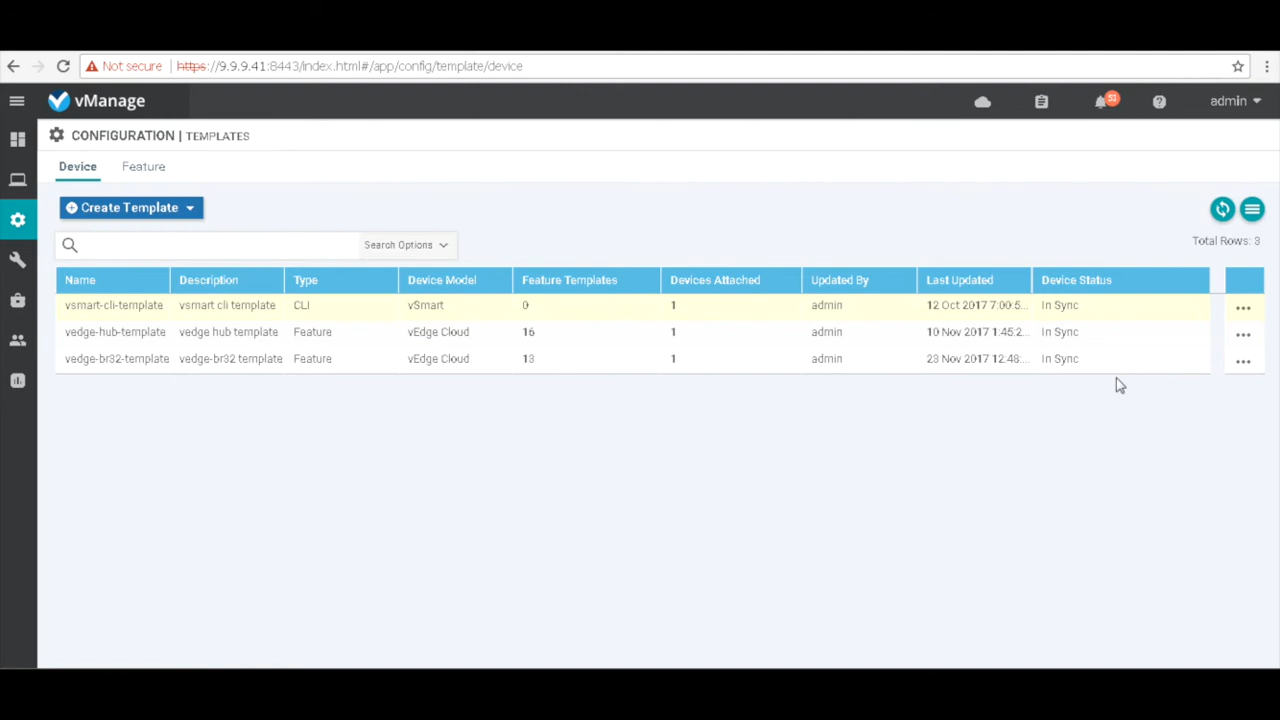 Not secure | https://9.9.9.41:8443/index.html#/app/config/template/device
vManage 51 admin
CONFIGURATION | TEMPLATES
Device Feature
Create Template
Search Options Total Rows: 3
Name Description Type Device Model Feature Templates Devices Attached Updated By Last Updated Device Status
vsmart-cli-template vsmart cli template CLI vSmart 0 1 admin 12 Oct 2017 7:00:5... In Sync ...
vedge-hub-template vedge hub template Feature vEdge Cloud 16 1 admin 10 Nov 2017 1:45:2... In Sync ...
vedge-br32-template vedge-br32 template Feature vEdge Cloud 13 1 admin 23 Nov 2017 12:48:... In Sync ...